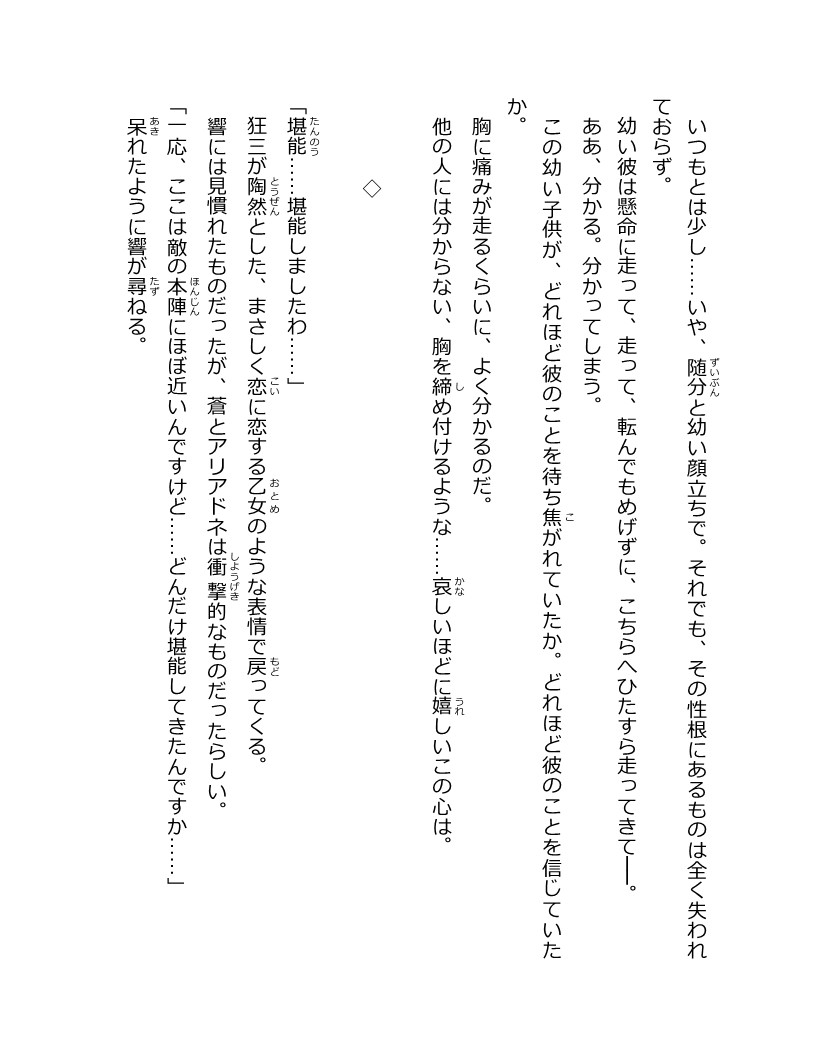 いつもとは少し……いや、随分と幼い顔立ちで。それでも、その性根にあるものは全く失われ
ておらず。
幼い彼は懸命に走って、走って、転んでもめげずに、こちらへひたすら走ってきて――。
ああ、分かる。分かってしまう。
この幼い子供が、どれほど彼のことを待ち焦がれていたか。どれほど彼のことを信じていた
か。
胸に痛みが走るくらいに、よく分かるのだ。
他の人には分からない、胸を締め付けるような……哀しいほどに嬉しいこの心は。
◇
「堪能……堪能しましたわ……」
狂三が陶然とした、まさしく恋に恋する乙女のような表情で戻ってくる。
響には見慣れたものだったが、蒼とアリアドネは衝撃的なものだったらしい。
「一応、ここは敵の本陣にほぼ近いんですけど……どんだけ堪能してきたんですか……」
呆れたように響が尋ねる。